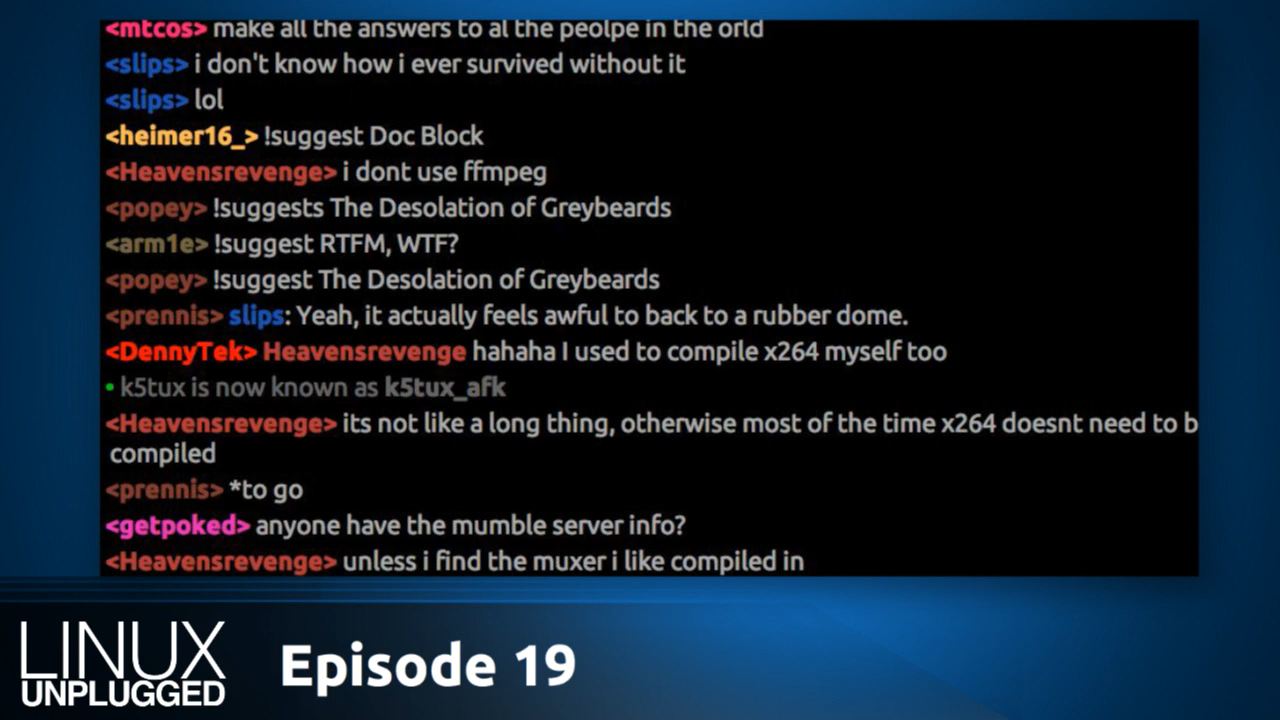 <mtcos> make all the answers to al the peolpe in the orld
<slips> i don't know how i ever survived without it
<slips> lol
<heimer16_> !suggest Doc Block
<Heavensrevenge> i dont use ffmpeg
<popey> !suggests The Desolation of Greybeards
<arm1e> !suggest RTFM, WTF?
<popey> !suggest The Desolation of Greybeards
<prennis> slips: Yeah, it actually feels awful to back to a rubber dome.
<DennyTek> Heavensrevenge hahaha I used to compile x264 myself too
• k5tux is now known as k5tux_afk
<Heavensrevenge> its not like a long thing, otherwise most of the time x264 doesnt need to b
compiled
<prennis> *to go
<getpoked> anyone have the mumble server info?
<Heavensrevenge> unless i find the muxer i like compiled in
LINUX
UNPLUGGED
Episode 19